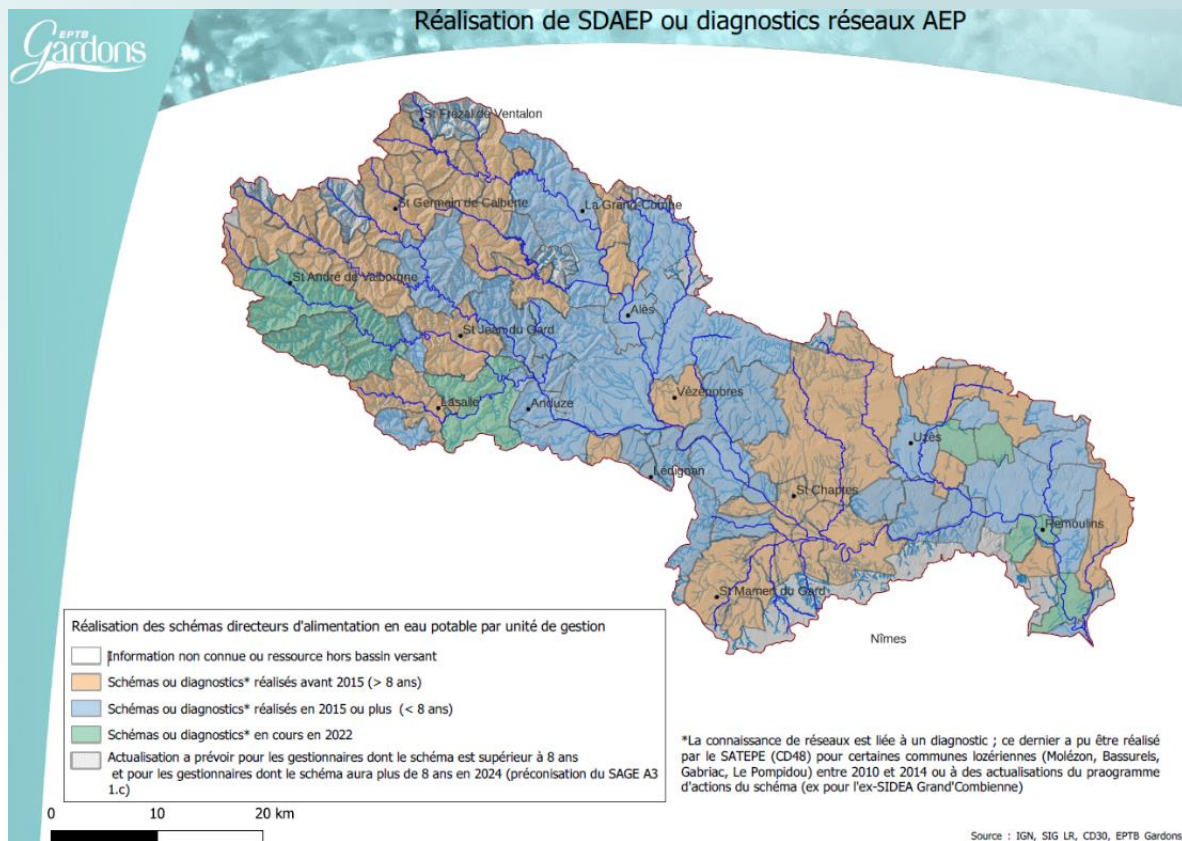 Réalisation de SDAEP ou diagnostics réseaux AEP
EPTB
Gardons
St Frézal de Ventalon
St Germain de Calberte
La Grand-Combe
St André de Valborgne
Alès
St Jean du Gard
Vézénobres
Lasalle
Anduze
Uzès
Lédignan
St Chaptes
Remoulins
St Mamert du Gard
Nîmes
Réalisation des schémas directeurs d'alimentation en eau potable par unité de gestion
Information non connue ou ressource hors bassin versant
Schémas ou diagnostics* réalisés avant 2015 (> 8 ans)
Schémas ou diagnostics* réalisés en 2015 ou plus (< 8 ans)
Schémas ou diagnostics* en cours en 2022
Actualisation a prévoir pour les gestionnaires dont le schéma est supérieur à 8 ans
et pour les gestionnaires dont le schéma aura plus de 8 ans en 2024 (préconisation du SAGE A3
1.c)
*La connaissance de réseaux est liée à un diagnostic ; ce dernier a pu être réalisé
par le SATEPE (CD48) pour certaines communes lozériennes (Molézon, Bassurels,
Gabriac, Le Pompidou) entre 2010 et 2014 ou à des actualisations du praogramme
d'actions du schéma (ex pour l'ex-SIDEA Grand'Combienne)
0 10 20 km
Source : IGN, SIG LR, CD30, EPTB Gardons